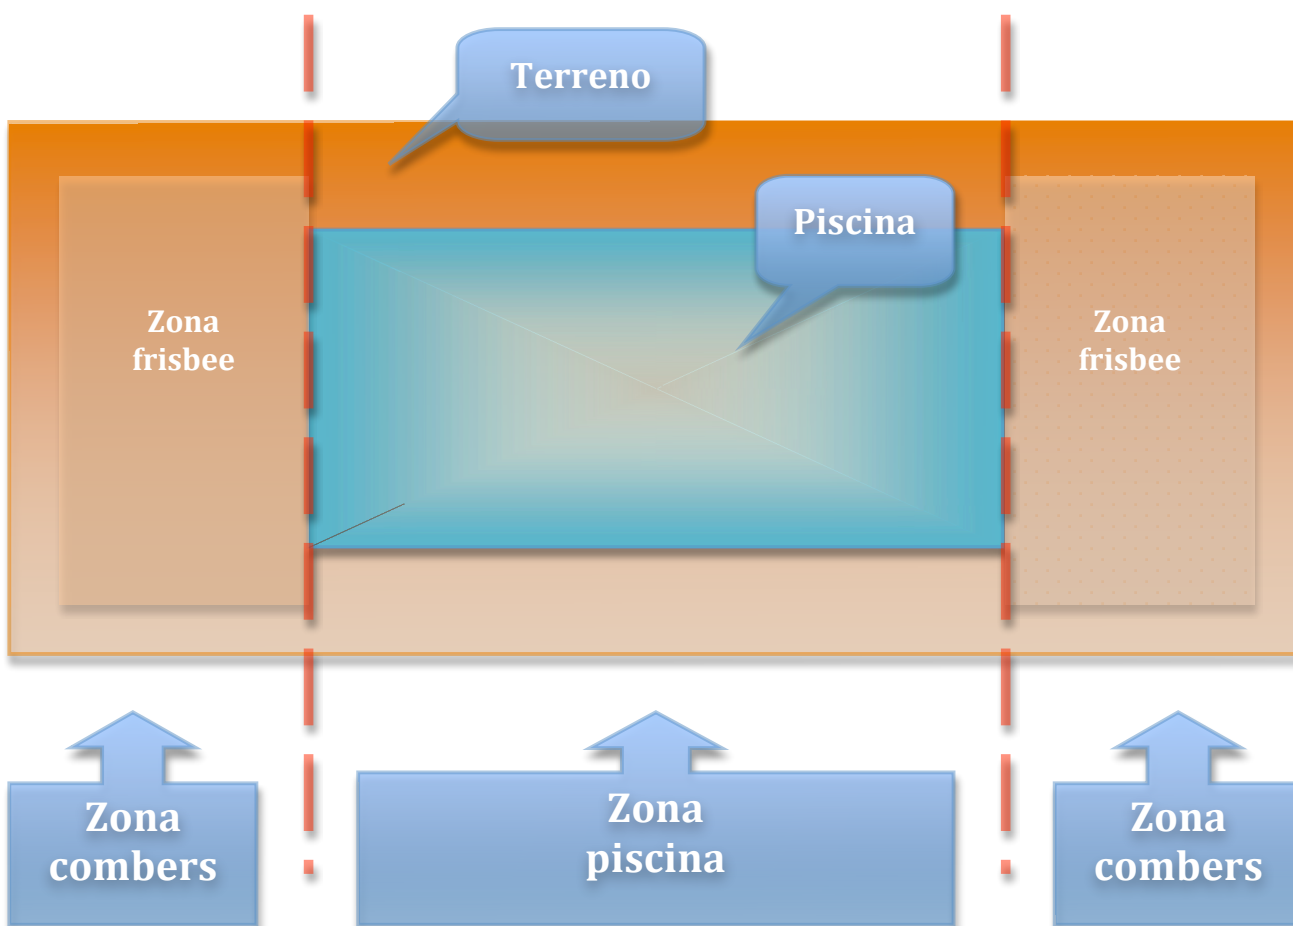 Terreno
Piscina
Zona
frisbee
Zona
frisbee
Zona
combers
Zona
piscina
Zona
combers